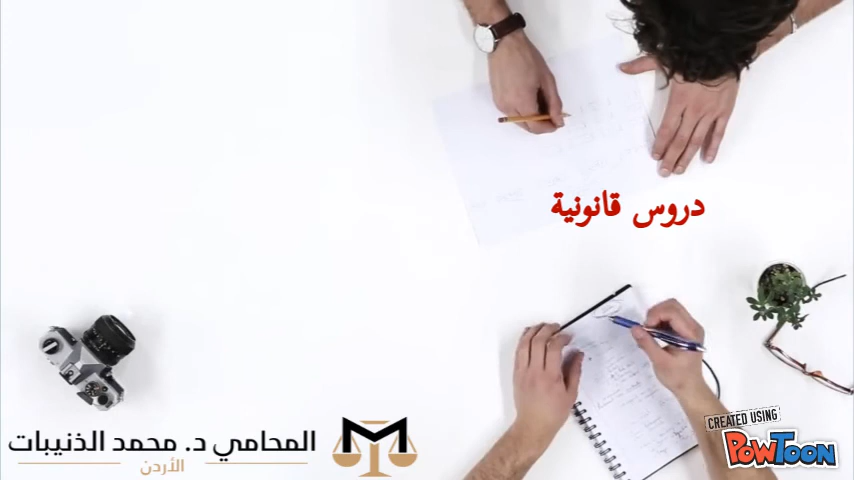 دروس قانونية
المحامي د. محمد الذنيبات
الأردن
M
CREATED USING
POWTOON